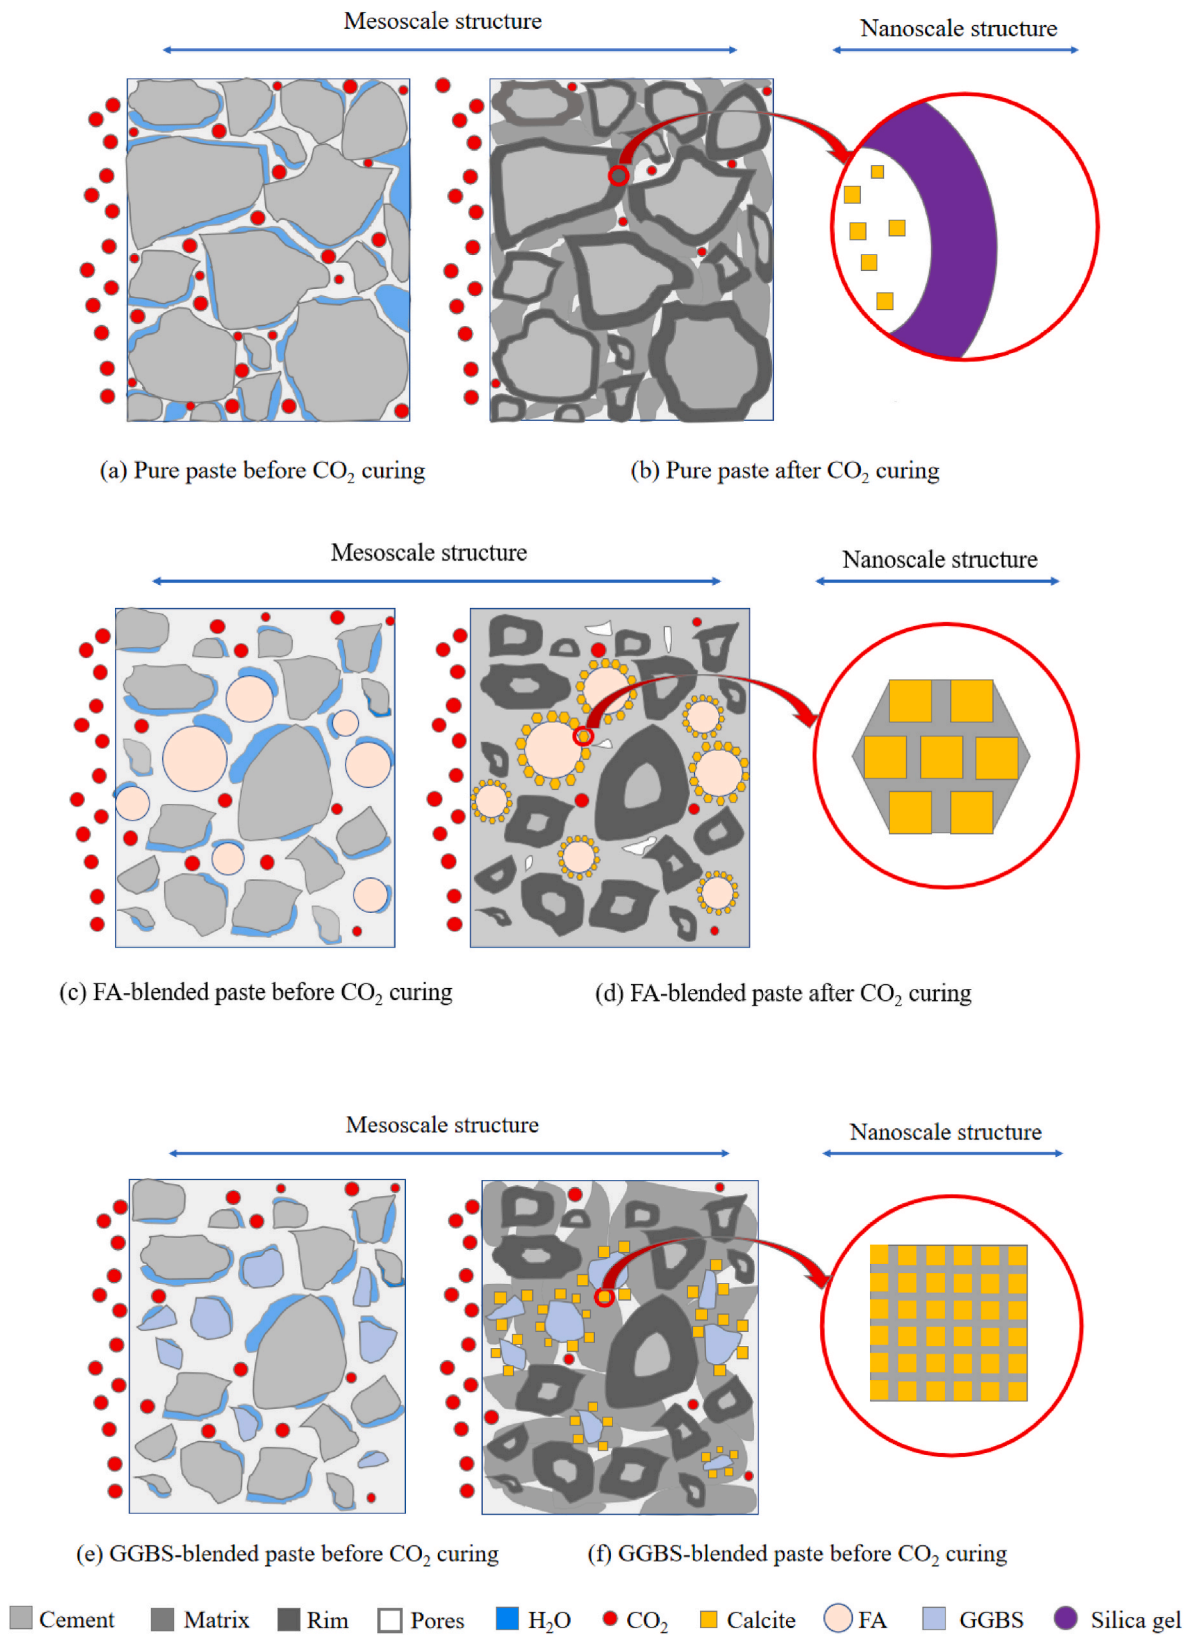 Mesoscale structure
Nanoscale structure
(a) Pure paste before CO₂ curing
(b) Pure paste after CO₂ curing
Mesoscale structure
Nanoscale structure
(c) FA-blended paste before CO₂ curing
(d) FA-blended paste after CO₂ curing
Mesoscale structure
Nanoscale structure
(e) GGBS-blended paste before CO₂ curing
(f) GGBS-blended paste before CO₂ curing
Cement Matrix Rim Pores H₂O CO₂ Calcite FA GGBS Silica gel